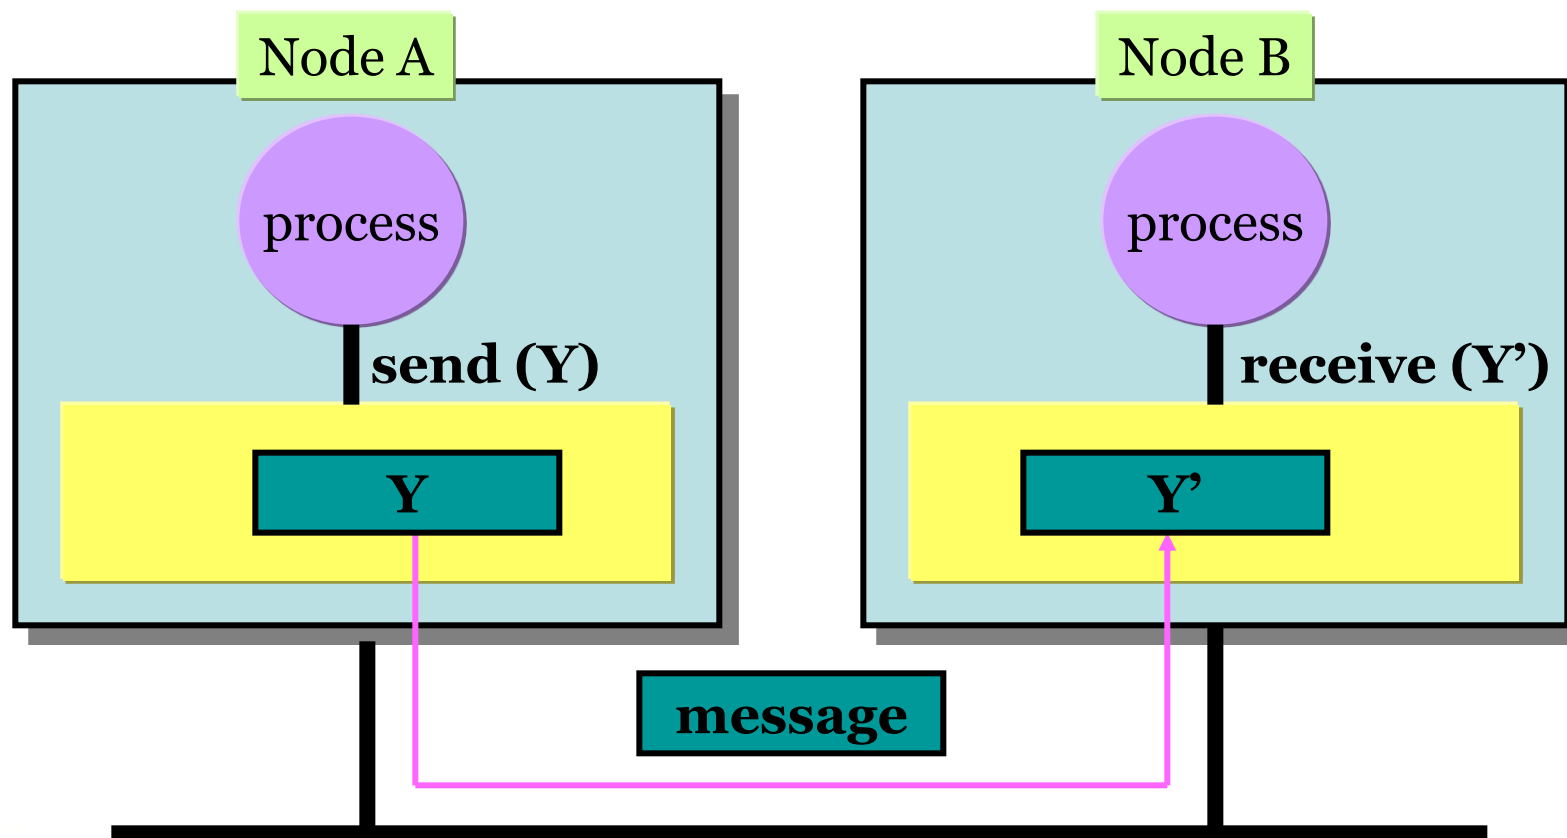 Node A
Node B
process
process
send (Y)
receive (Y’)
Y
Y’
message